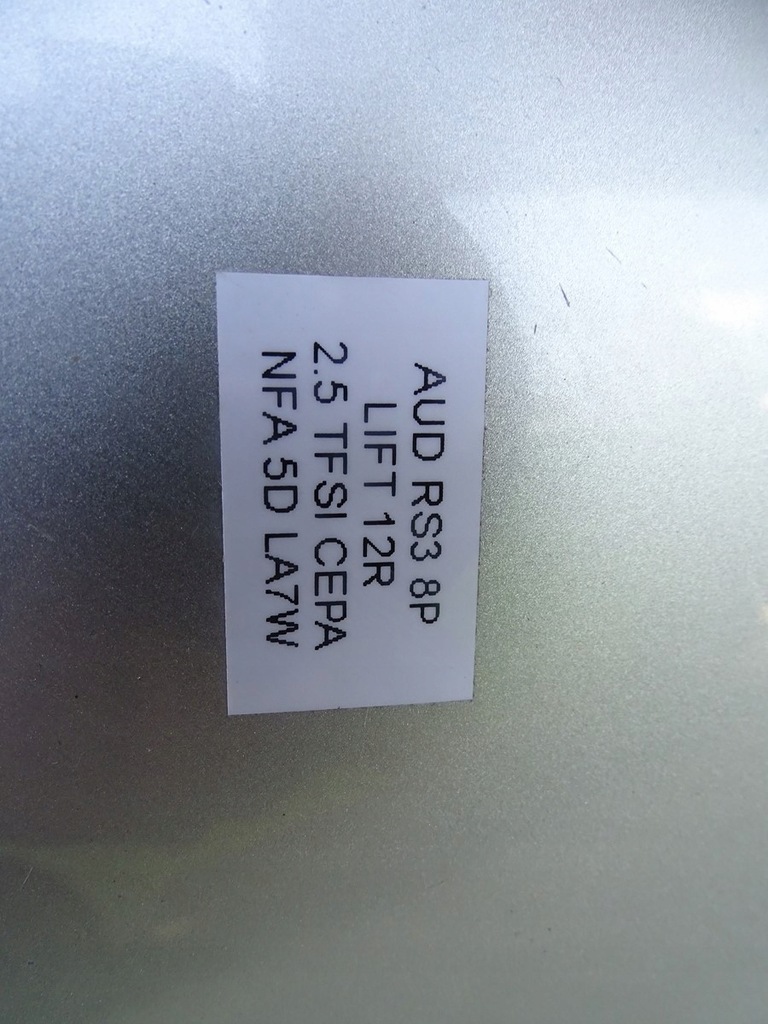 AUD RS3 8P
LIFT 12R
2.5 TFSI CEPA
NFA 5D LA7W